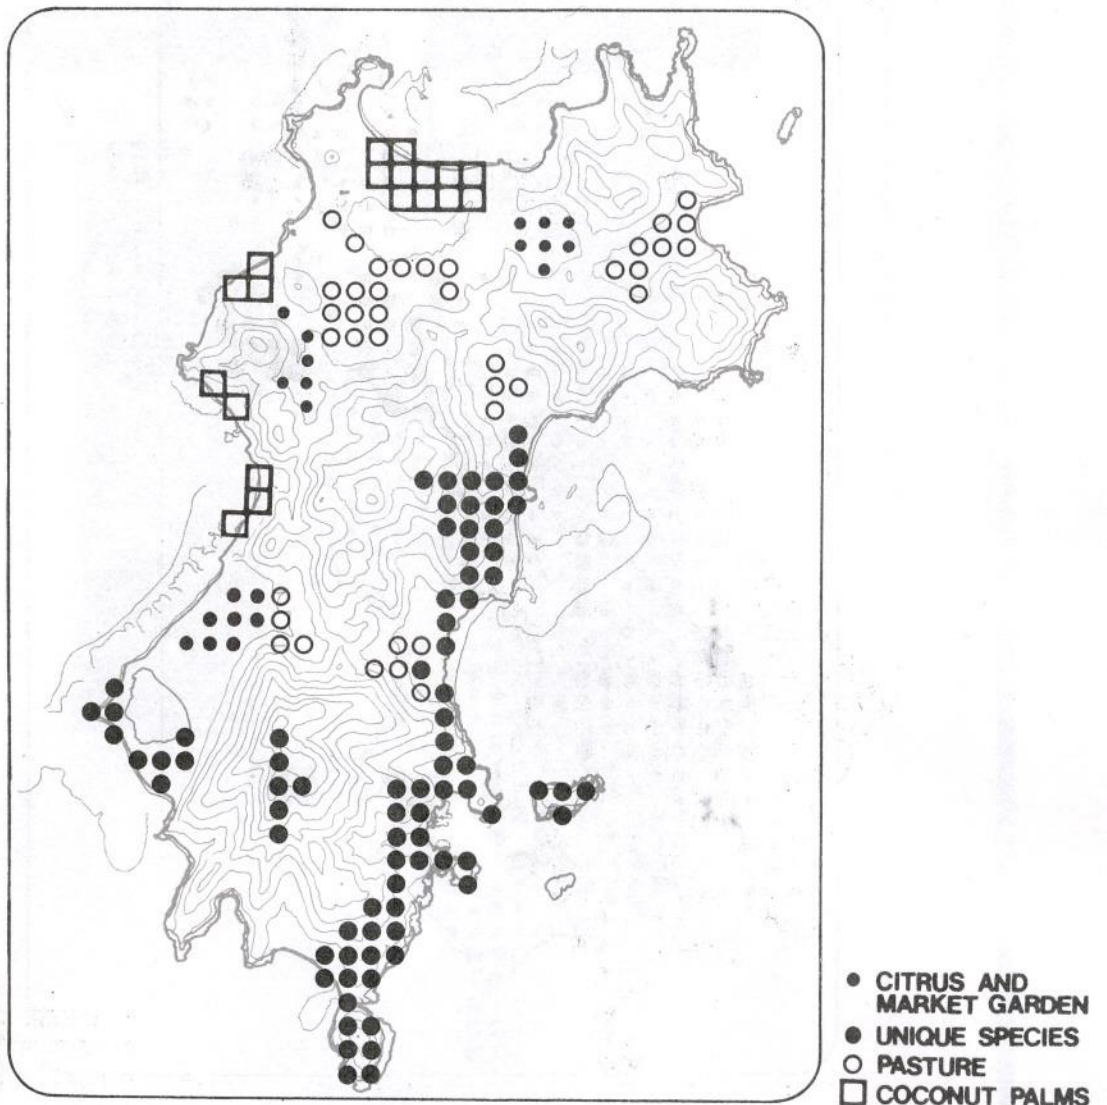 CITRUS AND
MARKET GARDEN
UNIQUE SPECIES
PASTURE
COCONUT PALMS